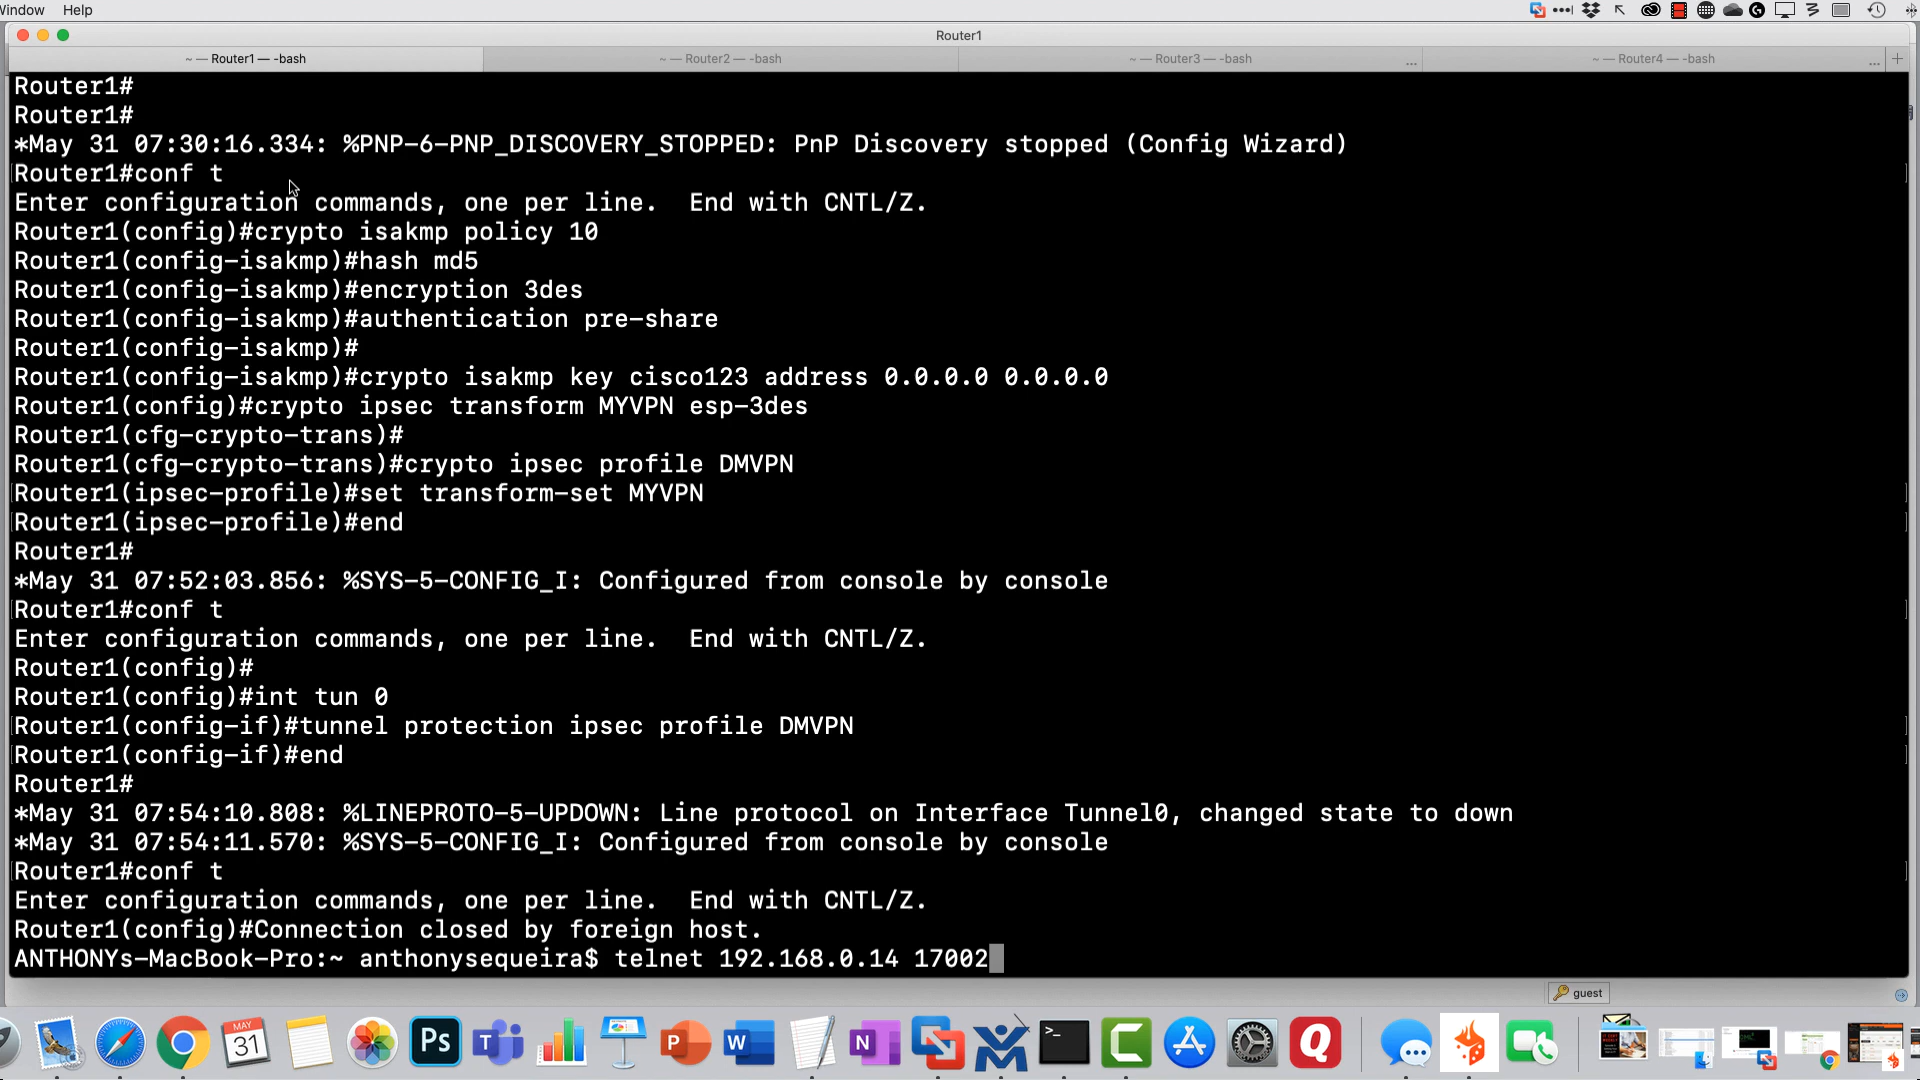 Window Help
Router1
~ — Router1 — -bash
~ — Router2 — -bash
~ — Router3 — -bash
...
~ — Router4 — -bash
...
Router1#
Router1#
*May 31 07:30:16.334: %PNP-6-PNP_DISCOVERY_STOPPED: PnP Discovery stopped (Config Wizard)
Router1#conf t
Enter configuration commands, one per line.  End with CNTL/Z.
Router1(config)#crypto isakmp policy 10
Router1(config-isakmp)#hash md5
Router1(config-isakmp)#encryption 3des
Router1(config-isakmp)#authentication pre-share
Router1(config-isakmp)#
Router1(config-isakmp)#crypto isakmp key cisco123 address 0.0.0.0 0.0.0.0
Router1(config)#crypto ipsec transform MYVPN esp-3des
Router1(cfg-crypto-trans)#
Router1(cfg-crypto-trans)#crypto ipsec profile DMVPN
Router1(ipsec-profile)#set transform-set MYVPN
Router1(ipsec-profile)#end
Router1#
*May 31 07:52:03.856: %SYS-5-CONFIG_I: Configured from console by console
Router1#conf t
Enter configuration commands, one per line.  End with CNTL/Z.
Router1(config)#
Router1(config)#int tun 0
Router1(config-if)#tunnel protection ipsec profile DMVPN
Router1(config-if)#end
Router1#
*May 31 07:54:10.808: %LINEPROTO-5-UPDOWN: Line protocol on Interface Tunnel0, changed state to down
*May 31 07:54:11.570: %SYS-5-CONFIG_I: Configured from console by console
Router1#conf t
Enter configuration commands, one per line.  End with CNTL/Z.
Router1(config)#Connection closed by foreign host.
ANTHONYs-MacBook-Pro:~ anthonysequeira$ telnet 192.168.0.14 17002
guest
MAY
31
Ps
T
P
W
N
>_
C
Q